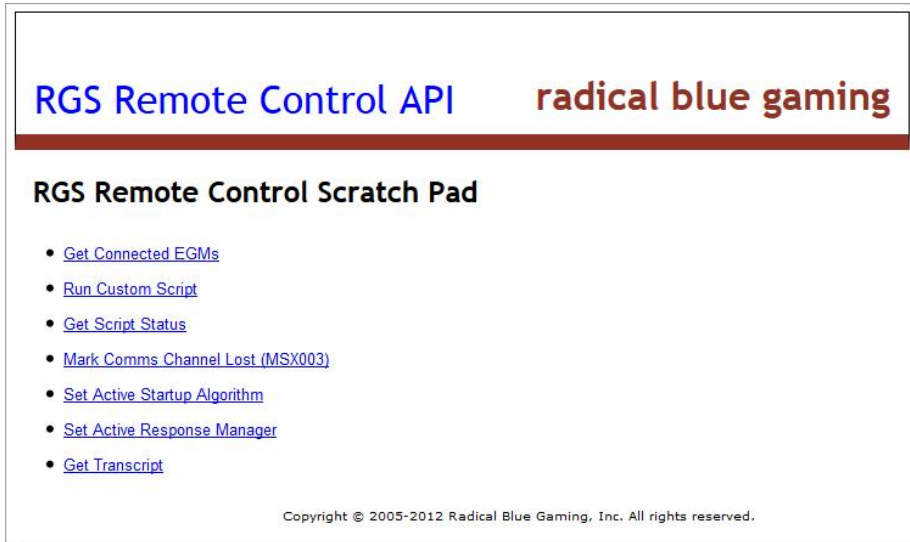 RGS Remote Control API
radical blue gaming
RGS Remote Control Scratch Pad
Get Connected EGMs
Run Custom Script
Get Script Status
Mark Comms Channel Lost (MSX003)
Set Active Startup Algorithm
Set Active Response Manager
Get Transcript
Copyright © 2005-2012 Radical Blue Gaming, Inc. All rights reserved.